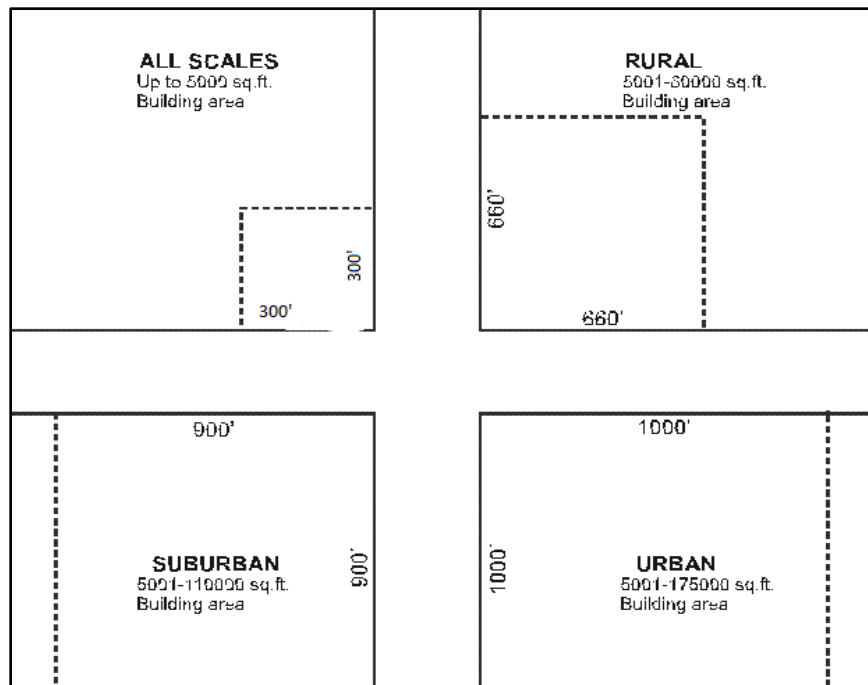 ALL SCALES
Up to 5000 sq.ft.
Building area
300'
300'
RURAL
5001-30000 sq.ft.
Building area
660'
660'
900'
900'
SUBURBAN
5001-110000 sq.ft.
Building area
1000'
1000'
URBAN
5001-175000 sq.ft.
Building area